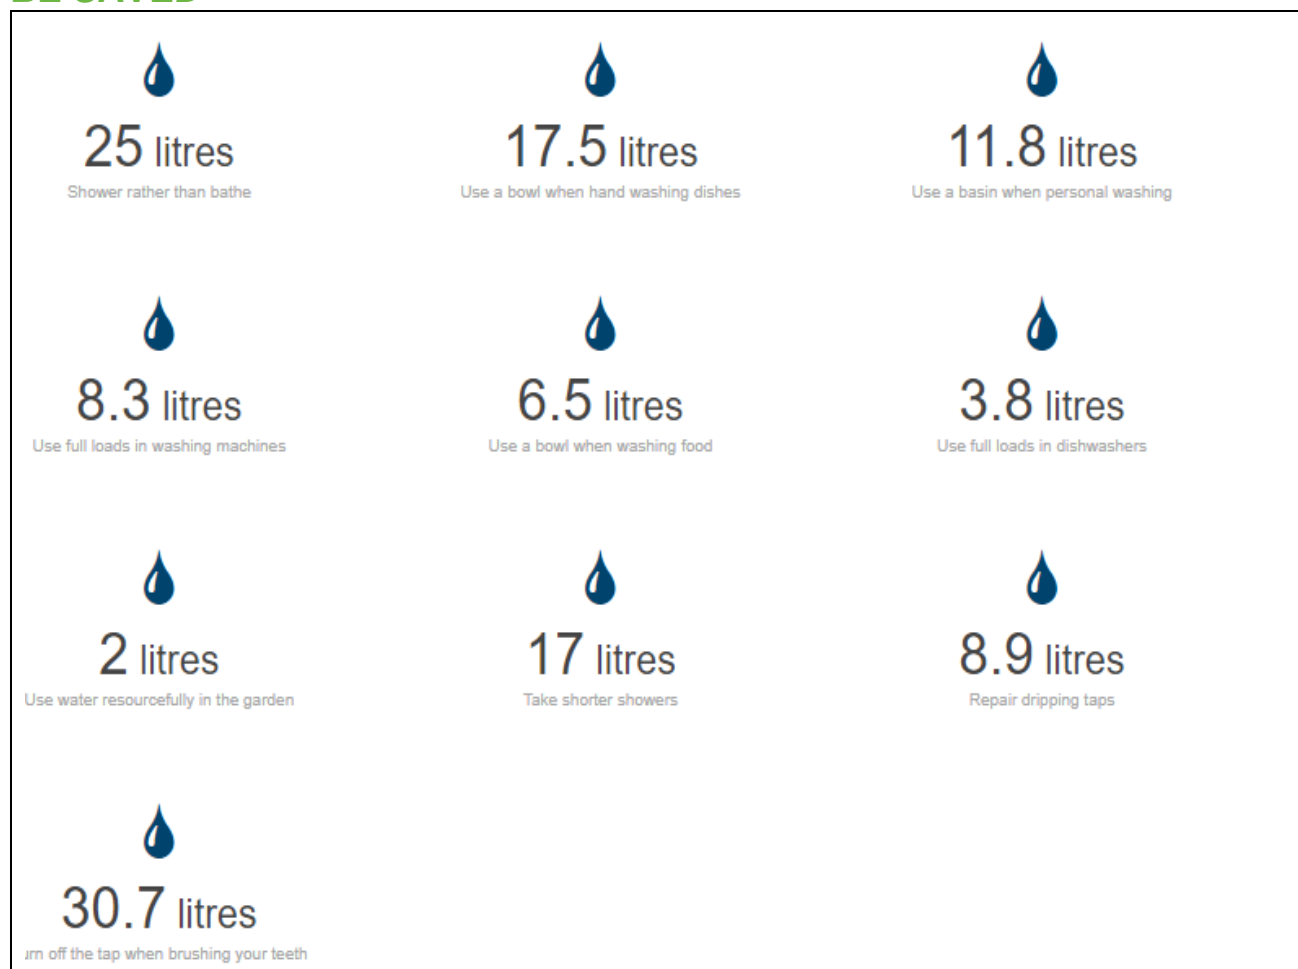 BE SAVED
25 litres
Shower rather than bathe
17.5 litres
Use a bowl when hand washing dishes
11.8 litres
Use a basin when personal washing
8.3 litres
Use full loads in washing machines
6.5 litres
Use a bowl when washing food
3.8 litres
Use full loads in dishwashers
2 litres
Use water resourcefully in the garden
17 litres
Take shorter showers
8.9 litres
Repair dripping taps
30.7 litres
urn off the tap when brushing your teeth